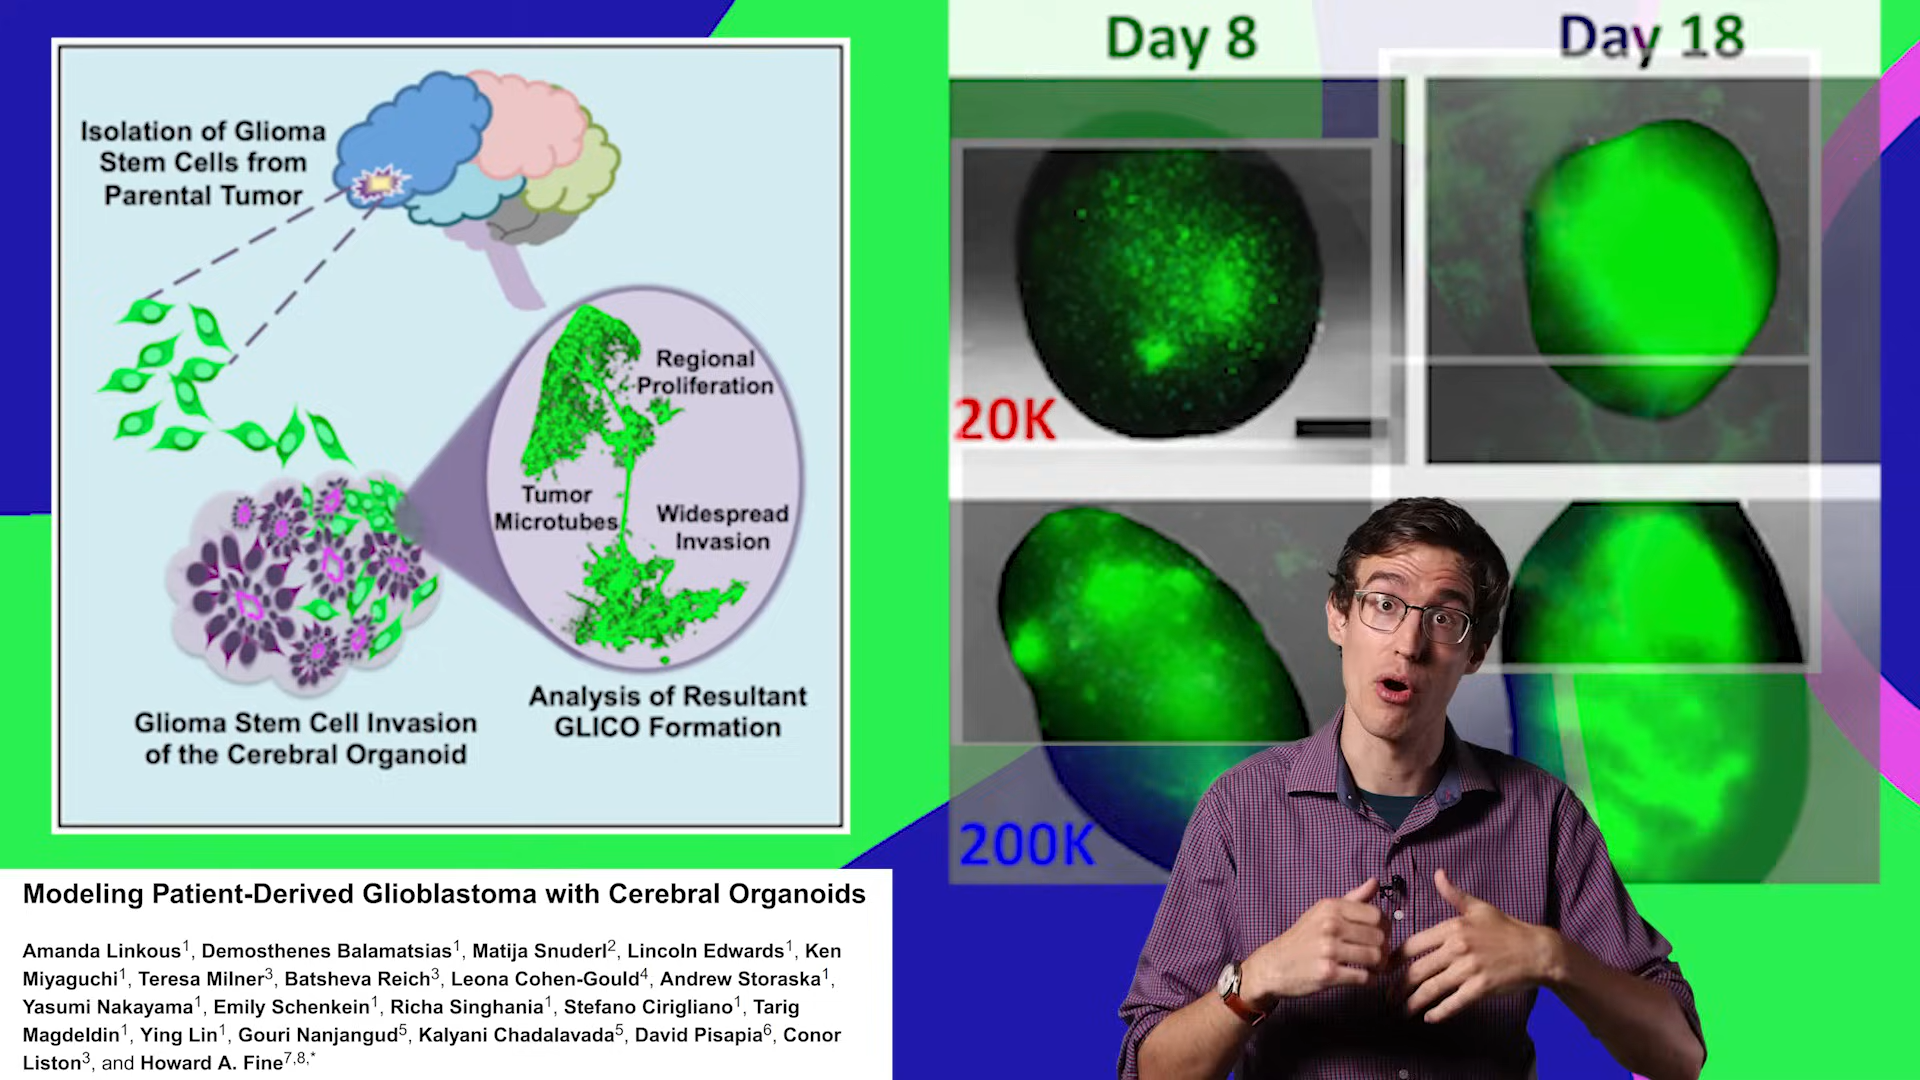 Isolation of Glioma
Stem Cells from
Parental Tumor
Regional
Proliferation
Tumor
Microtubes
Widespread
Invasion
Analysis of Resultant
GLICO Formation
Glioma Stem Cell Invasion
of the Cerebral Organoid
Day 8
Day 18
20K
200K
Modeling Patient-Derived Glioblastoma with Cerebral Organoids
Amanda Linkous1, Demosthenes Balamatsias1, Matija Snuderl2, Lincoln Edwards1, Ken
Miyaguchi1, Teresa Milner3, Batsheva Reich3, Leona Cohen-Gould4, Andrew Storaska1,
Yasumi Nakayama1, Emily Schenkein1, Richa Singhania1, Stefano Cirigliano1, Tarig
Magdeldin1, Ying Lin1, Gouri Nanjangud5, Kalyani Chadalavada5, David Pisapia6, Conor
Liston3, and Howard A. Fine7,8,*